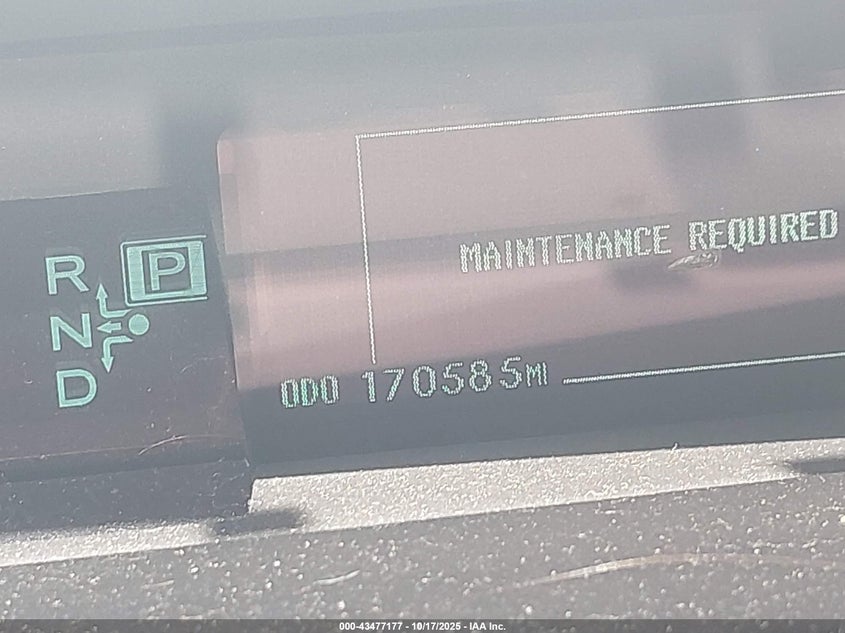 MAINTENANCE REQUIRED
R P
N
D
ODO 170585MI
000-43477177 - 10/17/2025 - IAA Inc.